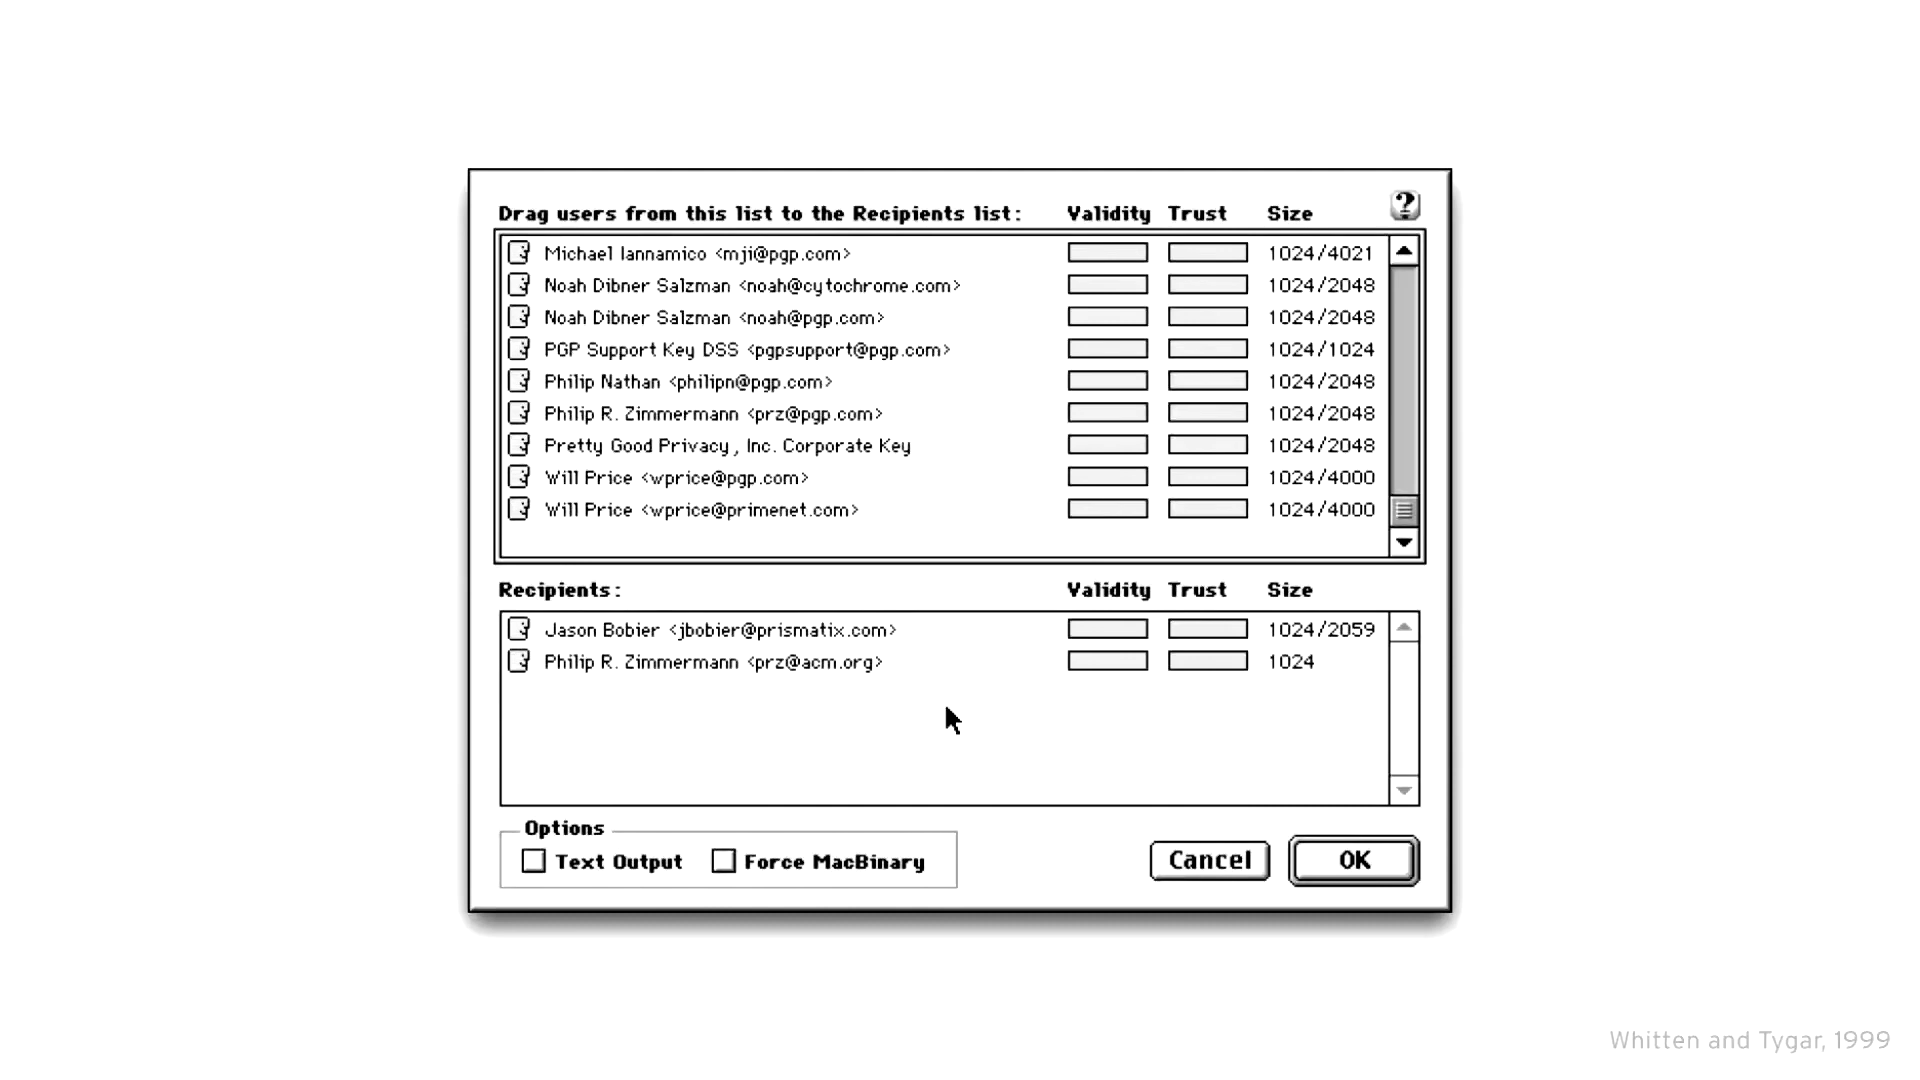 Drag users from this list to the Recipients list: Validity Trust Size ?
Michael Iannamico <mji@pgp.com> 1024/4021
Noah Dibner Salzman <noah@cytochrome.com> 1024/2048
Noah Dibner Salzman <noah@pgp.com> 1024/2048
PGP Support Key DSS <pgpsupport@pgp.com> 1024/1024
Philip Nathan <philipn@pgp.com> 1024/2048
Philip R. Zimmermann <prz@pgp.com> 1024/2048
Pretty Good Privacy, Inc. Corporate Key 1024/2048
Will Price <wprice@pgp.com> 1024/4000
Will Price <wprice@primenet.com> 1024/4000
Recipients: Validity Trust Size
Jason Bobier <jbobier@prismatix.com> 1024/2059
Philip R. Zimmermann <prz@acm.org> 1024
Options
Text Output Force MacBinary Cancel OK
Whitten and Tygar, 1999